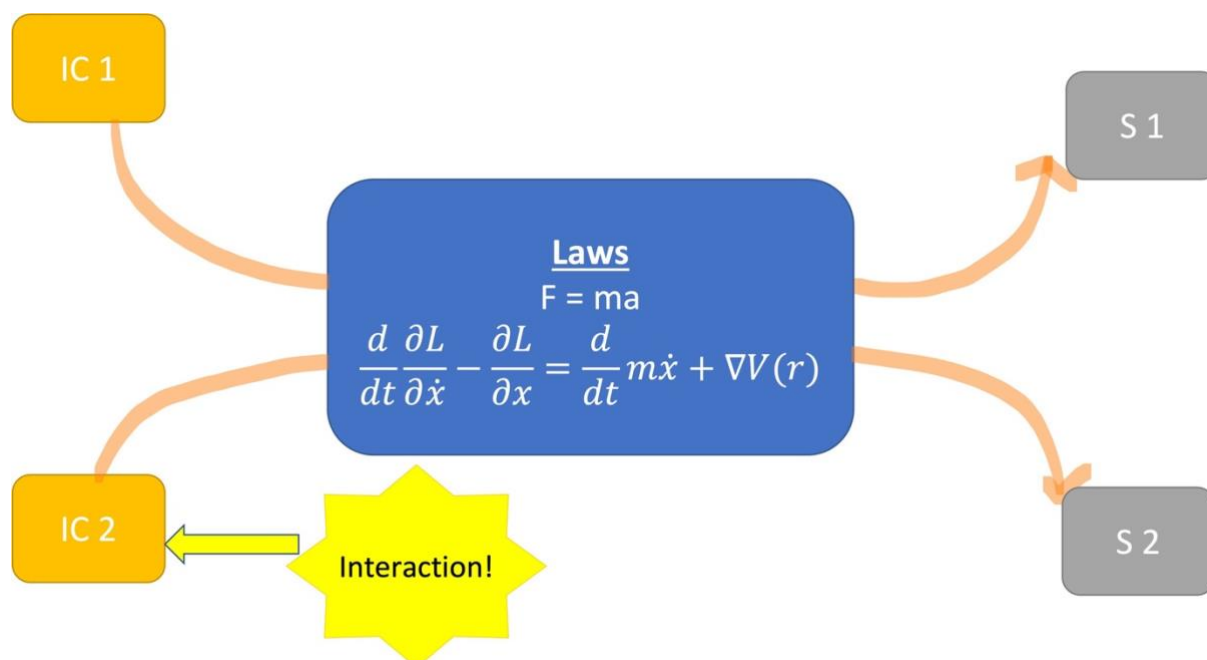 IC 1
S 1
Laws
F = ma
d/dt ∂L/∂ẋ − ∂L/∂x = d/dt mẋ + ∇V(r)
IC 2
Interaction!
S 2